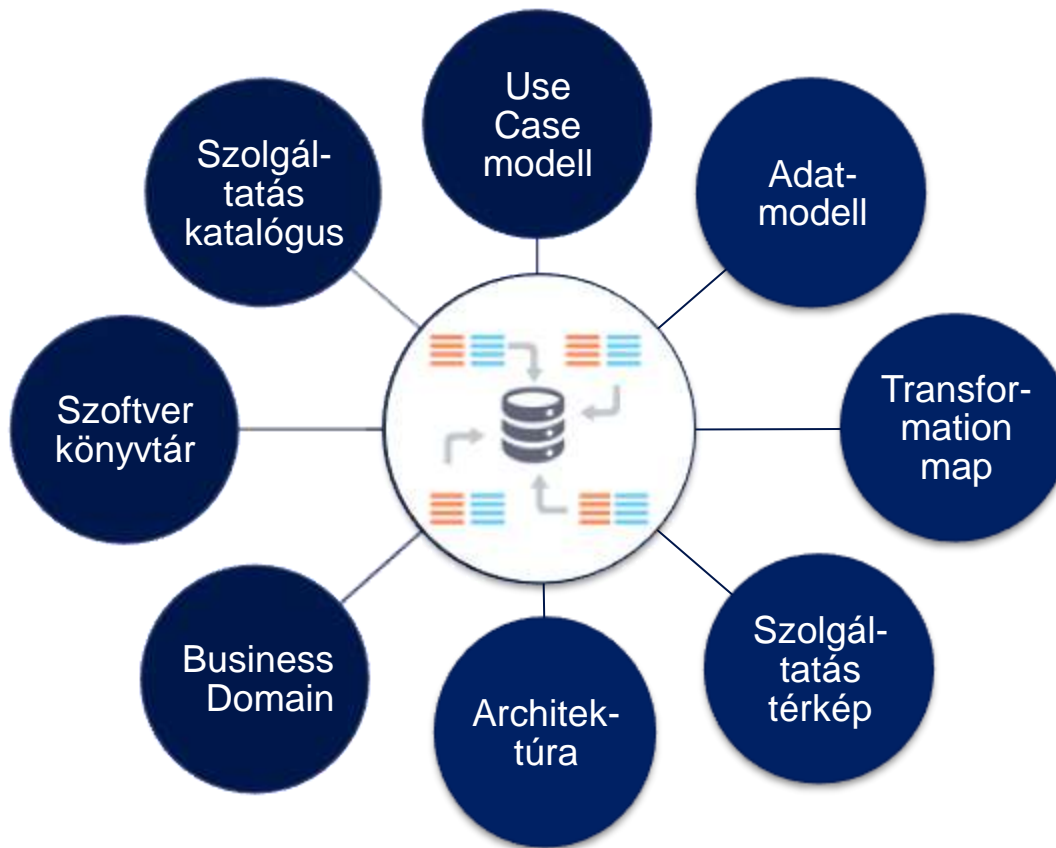 Use
Case
modell
Adat-
modell
Transfor-
mation
map
Szolgál-
tatás
térkép
Architek-
túra
Business
Domain
Szoftver
könyvtár
Szolgál-
tatás
katalógus